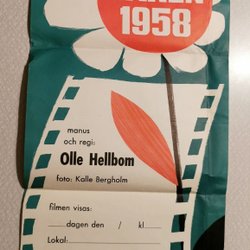 1958
manus
och regi:
Olle Hellbom
foto: Kalle Bergholm
filmen visas:
dagen den / kl
Lokal: